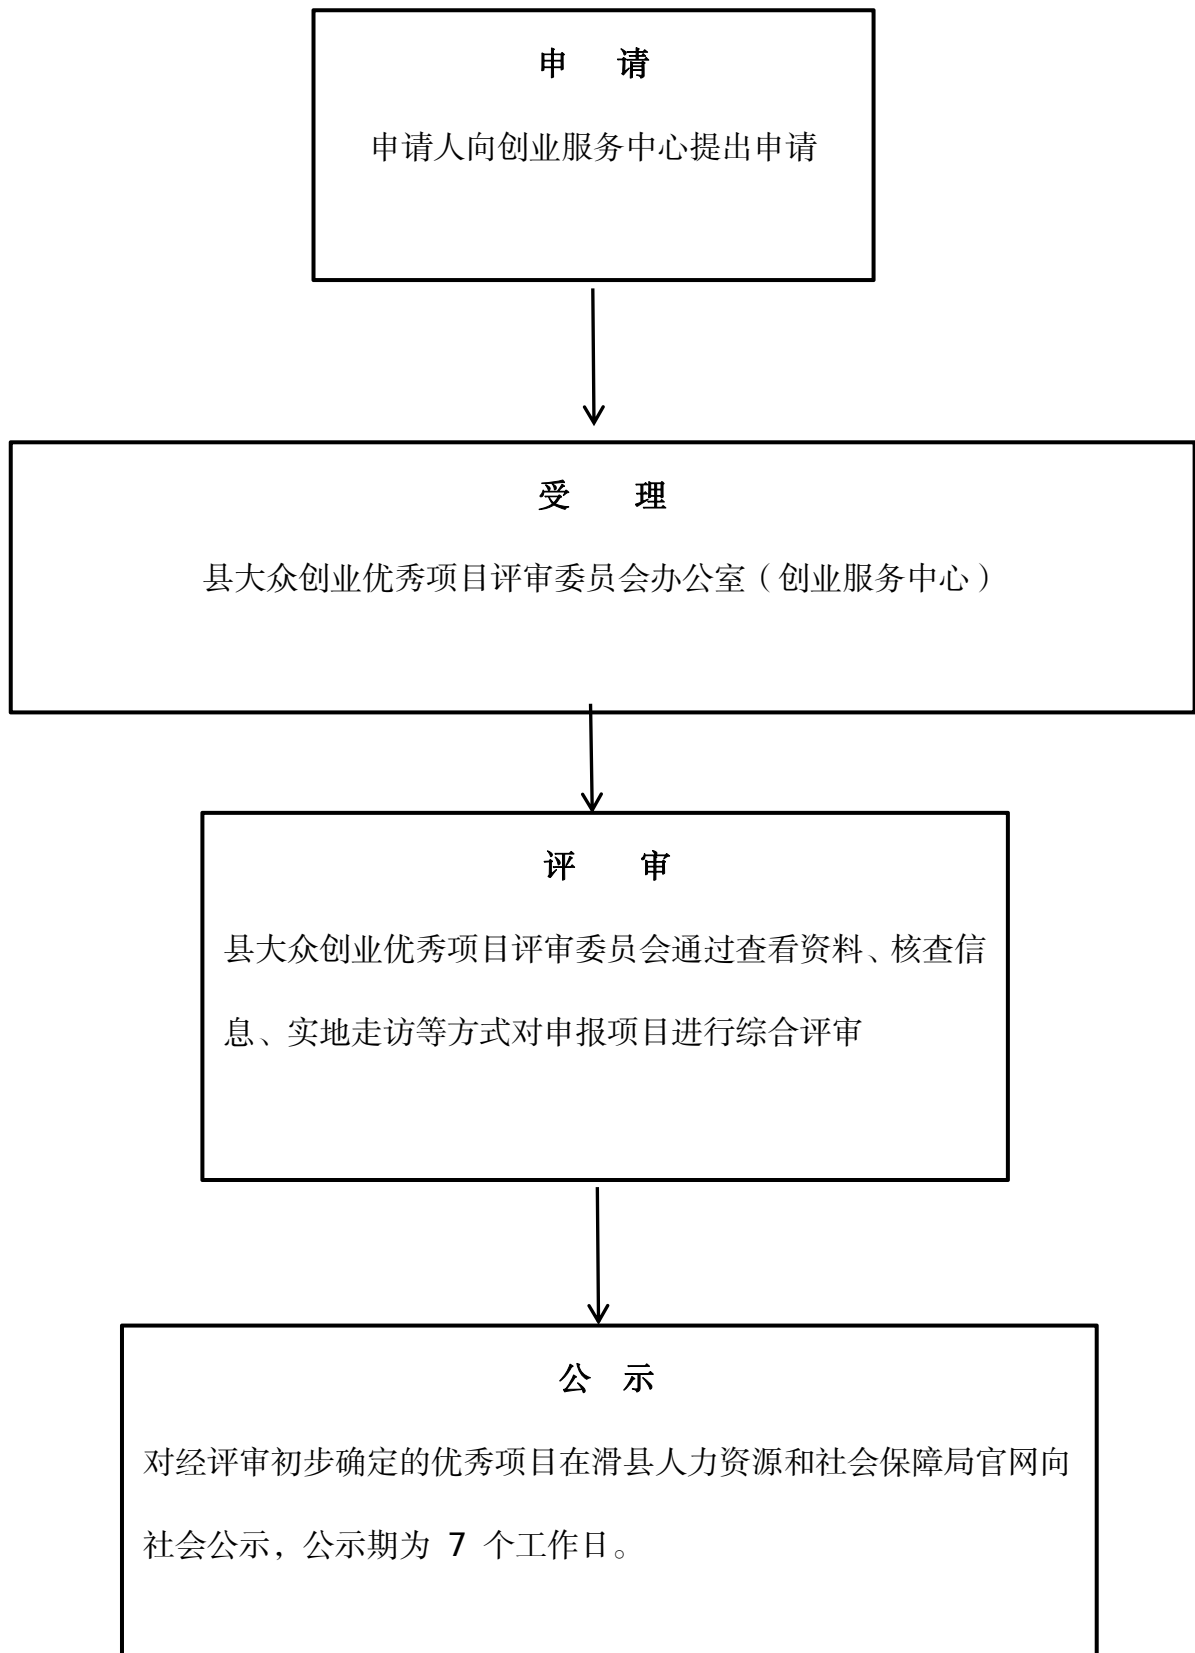 申 请
申请人向创业服务中心提出申请
受 理
县大众创业优秀项目评审委员会办公室（创业服务中心）
评 审
县大众创业优秀项目评审委员会通过查看资料、核查信
息、实地走访等方式对申报项目进行综合评审
公 示
对经评审初步确定的优秀项目在滑县人力资源和社会保障局官网向
社会公示，公示期为 7 个工作日。